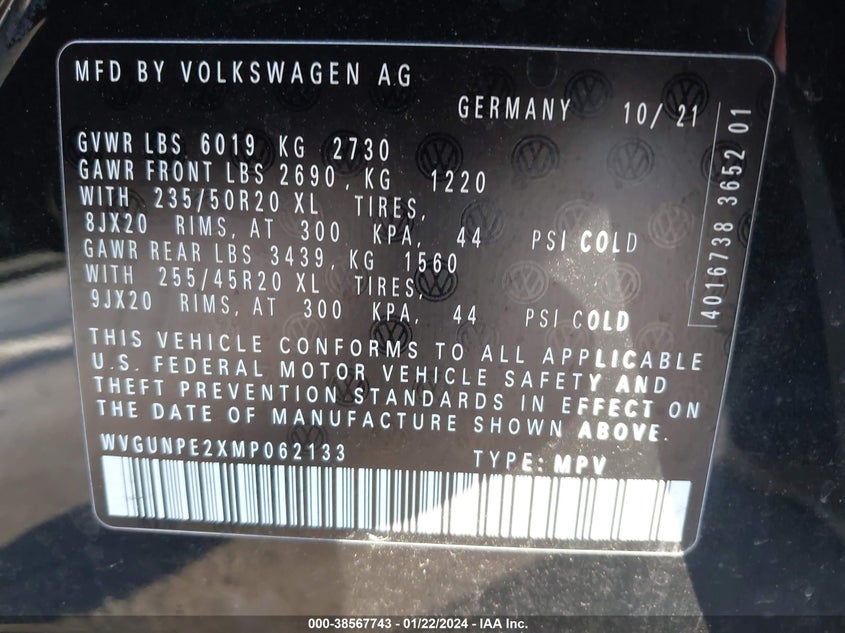 MFD BY VOLKSWAGEN AG
GERMANY 10/ 21
GVWR LBS 6019 KG 2730
GAWR FRONT LBS 2690, KG 1220
WITH 235/50R20 XL TIRES,
8JX20 RIMS, AT 300 KPA, 44 PSI COLD
GAWR REAR LBS 3439, KG 1560
WITH 255/45R20 XL TIRES,
9JX20 RIMS, AT 300 KPA, 44 PSI COLD
THIS VEHICLE CONFORMS TO ALL APPLICABLE
U.S. FEDERAL MOTOR VEHICLE SAFETY AND
THEFT PREVENTION STANDARDS IN EFFECT ON
THE DATE OF MANUFACTURE SHOWN ABOVE.
WVGUNPE2XMP062133 TYPE: MPV
4016738 3652 01
000-38567743 - 01/22/2024 - IAA Inc.